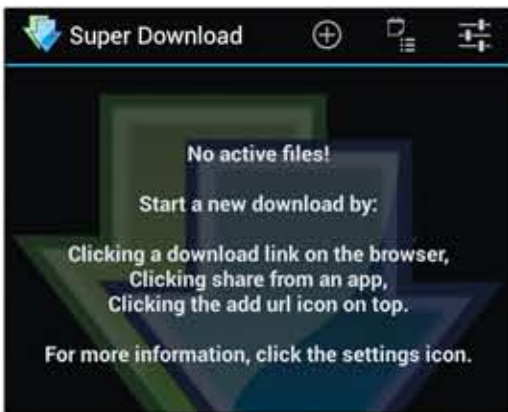 Super Download
No active files!
Start a new download by:
Clicking a download link on the browser,
Clicking share from an app,
Clicking the add url icon on top.
For more information, click the settings icon.